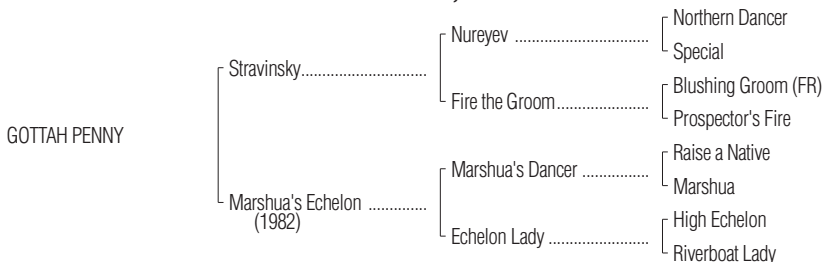 Northern Dancer
Nureyev ..............................
Special
Stravinsky............................
Blushing Groom (FR)
Fire the Groom.....................
Prospector's Fire
GOTTAH PENNY
Raise a Native
Marshua's Dancer ...............
Marshua
Marshua's Echelon .............
(1982)
High Echelon
Echelon Lady .......................
Riverboat Lady